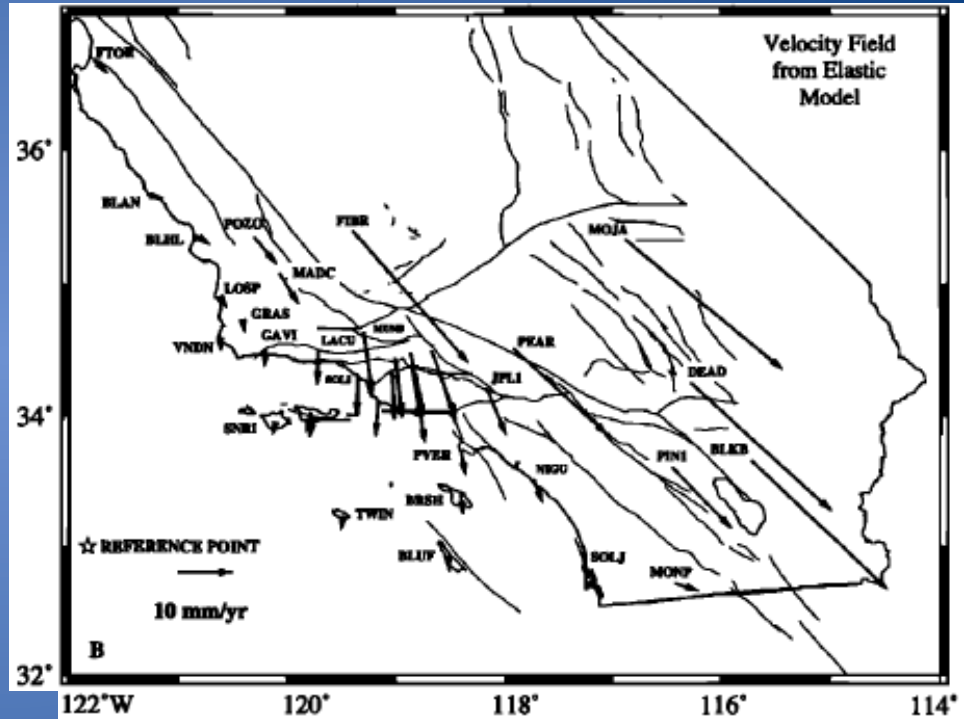 Velocity Field
from Elastic
Model
FTOR
36°
BLAN
POZO
FIBR
MOJA
BLHL
MADC
LOSP
GRAS
GAVI
LACU
VNDN
PEAR
JPL1
DEAD
SOLI
34°
SNRI
PVER
NIGU
PIN1
BLKB
BRSH
TWIN
☆ REFERENCE POINT
BLUF
SOLJ
MONP
10 mm/yr
B
32°
122°W
120°
118°
116°
114°